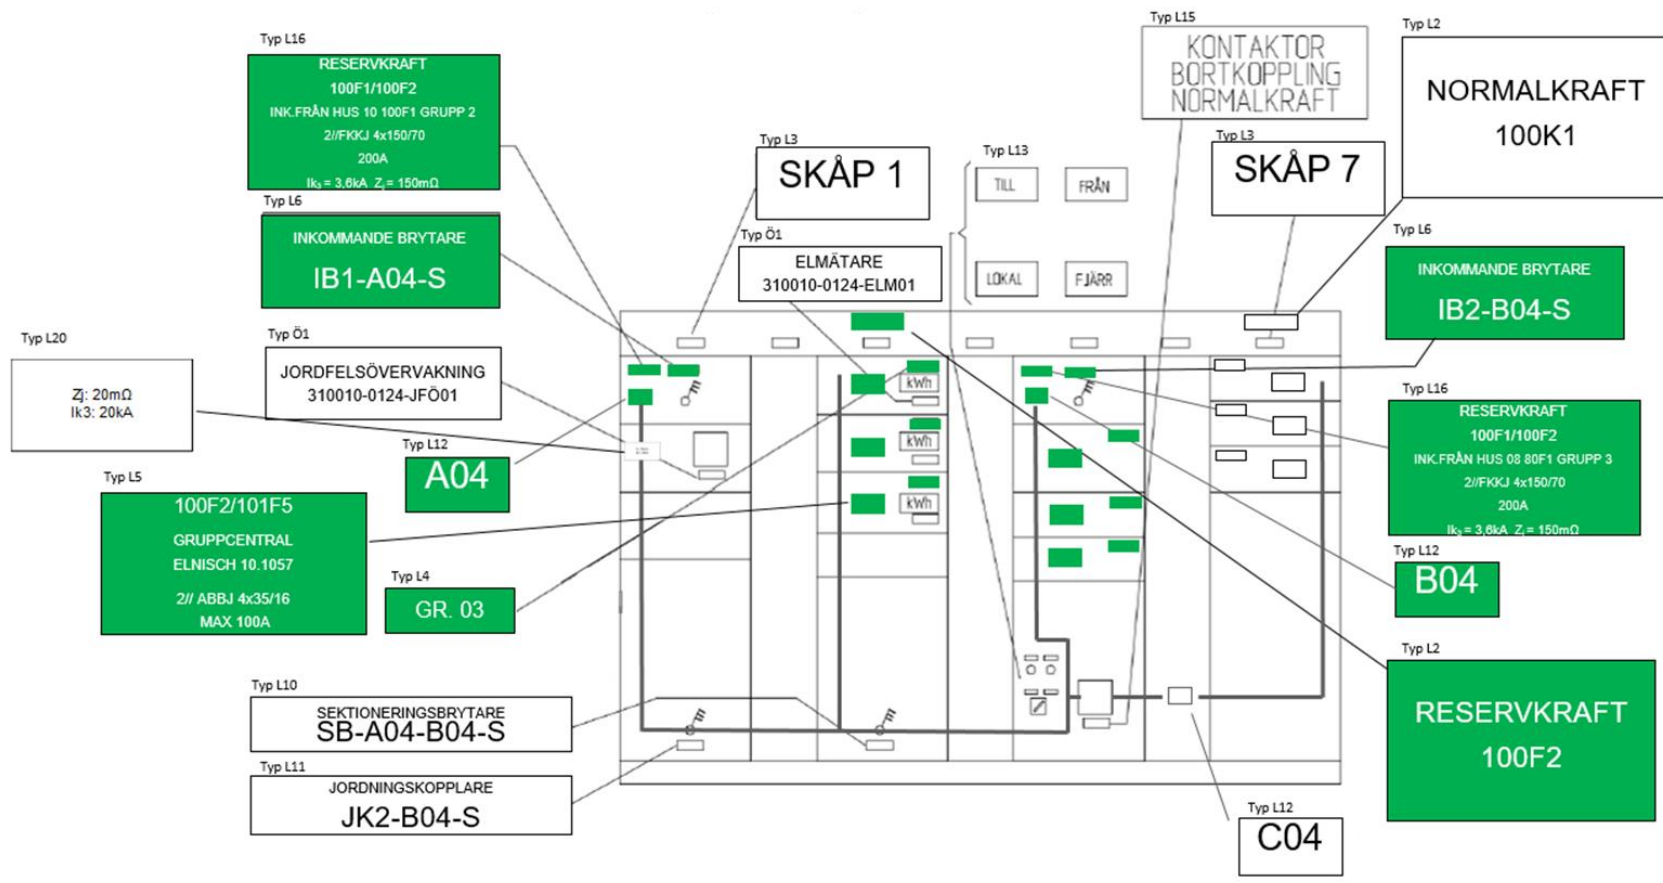 Typ L16
RESERVKRAFT
100F1/100F2
INK.FRÅN HUS 10 100F1 GRUPP 2
2//FKKJ 4x150/70
200A
Ik₃ = 3,6kA Zⱼ = 150mΩ
Typ L6
INKOMMANDE BRYTARE
IB1-A04-S
Typ L20
Zj: 20mΩ
Ik3: 20kA
Typ Ö1
JORDFELSÖVERVAKNING
310010-0124-JFÖ01
Typ L12
A04
Typ L5
100F2/101F5
GRUPPCENTRAL
ELNISCH 10.1057
2// ABBJ 4x35/16
MAX 100A
Typ L4
GR. 03
Typ L10
SEKTIONERINGSBRYTARE
SB-A04-B04-S
Typ L11
JORDNINGSKOPPLARE
JK2-B04-S
Typ L3
SKÅP 1
Typ Ö1
ELMÄTARE
310010-0124-ELM01
Typ L13
TILL
FRÅN
LOKAL
FJÄRR
kWh
kWh
kWh
Typ L15
KONTAKTOR
BORTKOPPLING
NORMALKRAFT
Typ L3
SKÅP 7
Typ L2
NORMALKRAFT
100K1
Typ L6
INKOMMANDE BRYTARE
IB2-B04-S
Typ L16
RESERVKRAFT
100F1/100F2
INK.FRÅN HUS 08 80F1 GRUPP 3
2//FKKJ 4x150/70
200A
Ik₃ = 3,6kA Zⱼ = 150mΩ
Typ L12
B04
Typ L2
RESERVKRAFT
100F2
Typ L12
C04